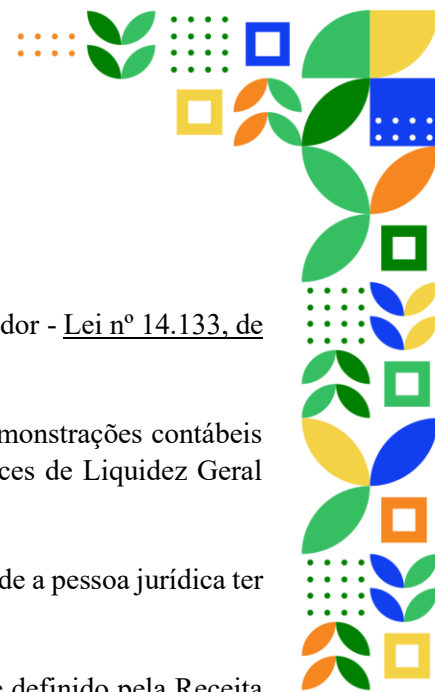 dor - Lei nº 14.133, de
monstrações contábeis
ces de Liquidez Geral
de a pessoa jurídica ter
definido pela Receita